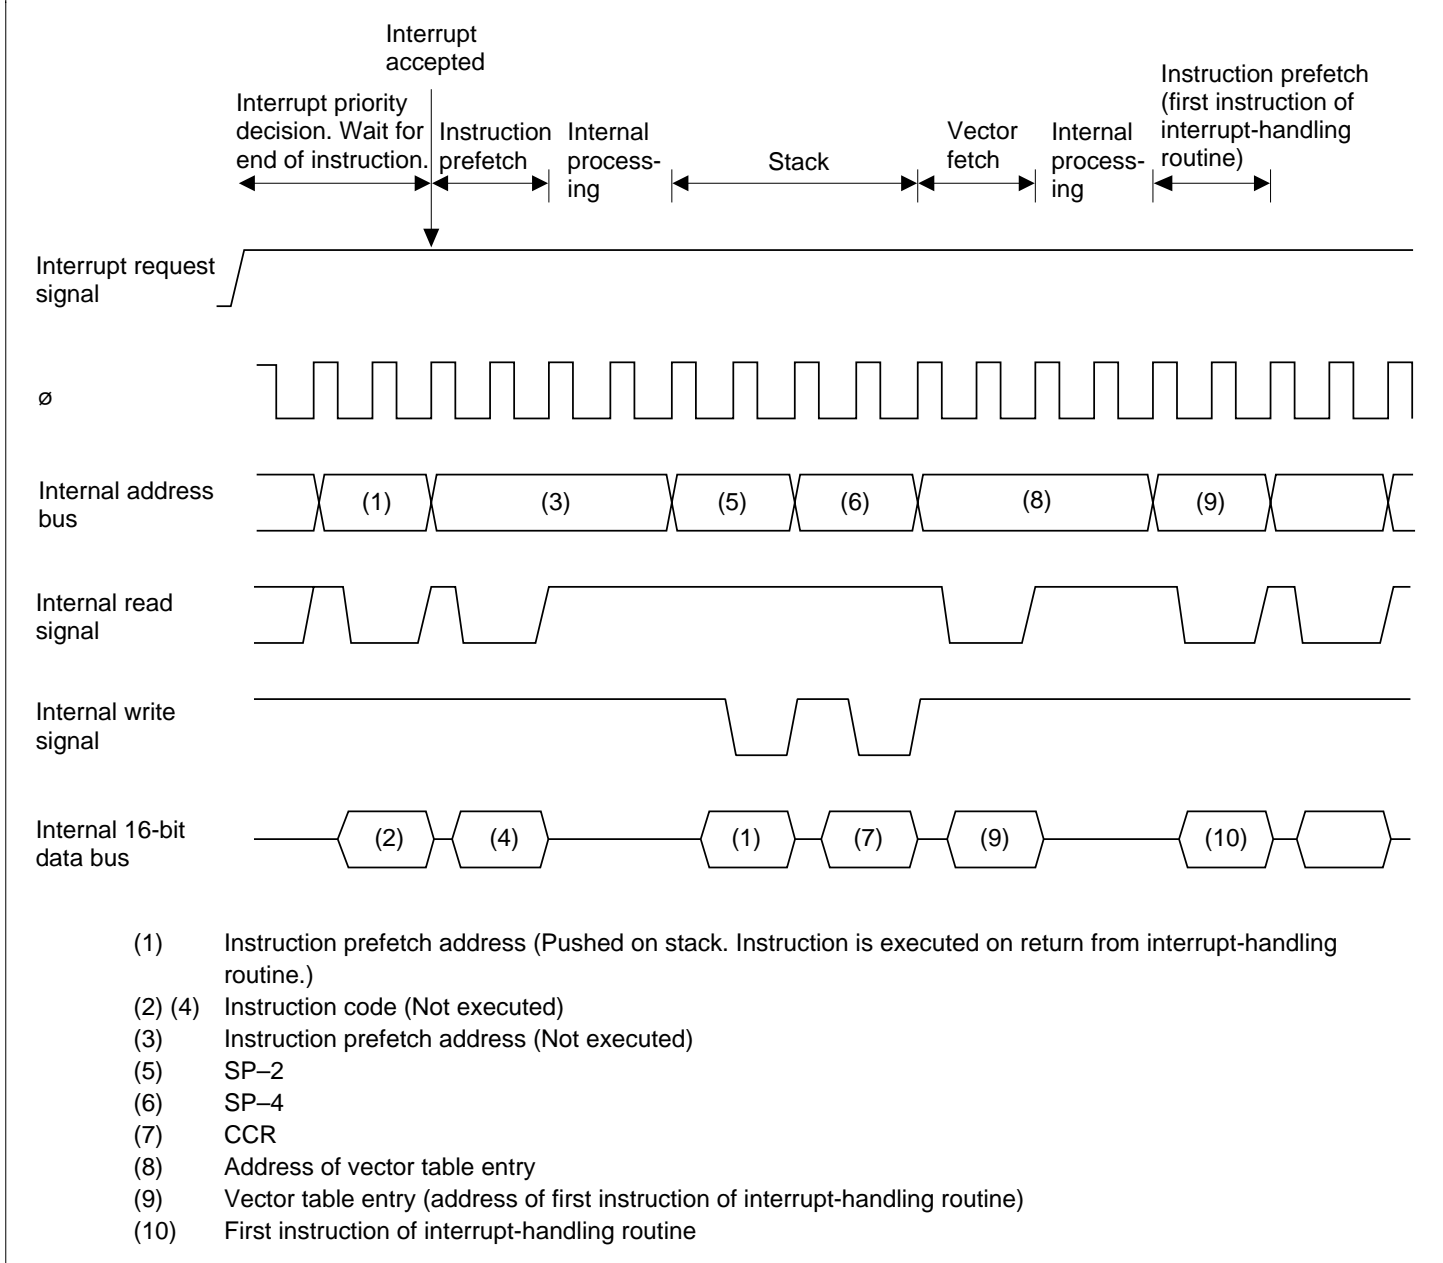 Interrupt
accepted
Interrupt priority
decision. Wait for
end of instruction.
Instruction
prefetch
Internal
process-
ing
Stack
Vector
fetch
Internal
process-
ing
Instruction prefetch
(first instruction of
interrupt-handling
routine)
Interrupt request
signal
ø
Internal address
bus
(1)
(3)
(5)
(6)
(8)
(9)
Internal read
signal
Internal write
signal
Internal 16-bit
data bus
(2)
(4)
(1)
(7)
(9)
(10)
(1) Instruction prefetch address (Pushed on stack. Instruction is executed on return from interrupt-handling
routine.)
(2) (4) Instruction code (Not executed)
(3) Instruction prefetch address (Not executed)
(5) SP–2
(6) SP–4
(7) CCR
(8) Address of vector table entry
(9) Vector table entry (address of first instruction of interrupt-handling routine)
(10) First instruction of interrupt-handling routine